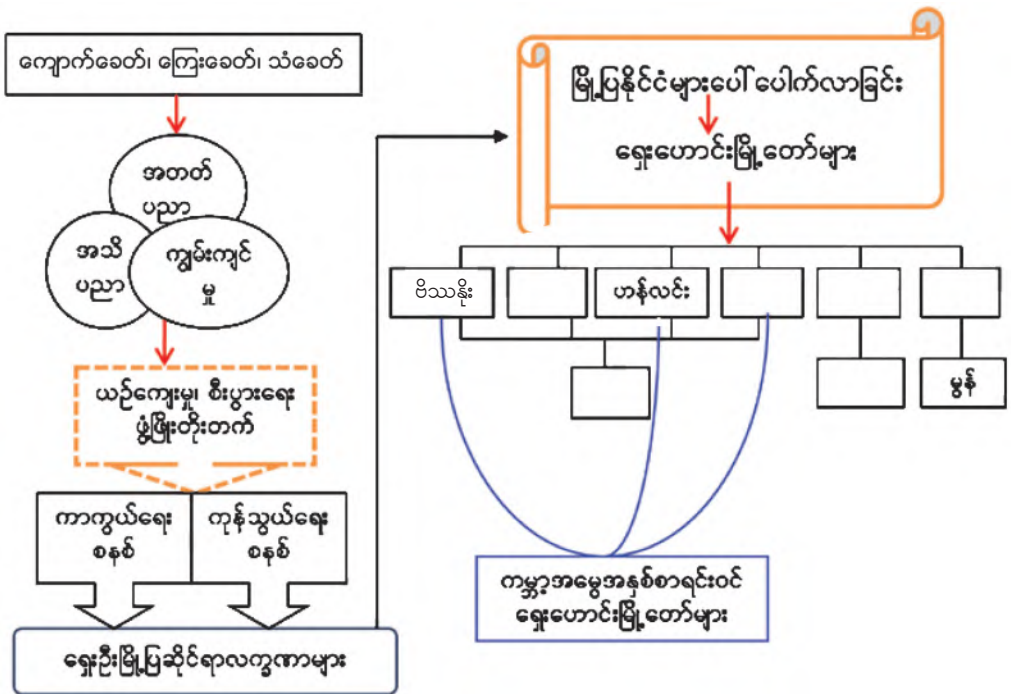 ကျောက်ခေတ်၊ ကြေးခေတ်၊ သံခေတ်
အတတ်
ပညာ
အသိ
ပညာ
ကျွမ်းကျင်
မှု
ယဉ်ကျေးမှု၊ စီးပွားရေး
ဖွံ့ဖြိုးတိုးတက်
ကာကွယ်ရေး
စနစ်
ကုန်သွယ်ရေး
စနစ်
ရှေးဦးမြို့ပြဆိုင်ရာလက္ခဏာများ
မြို့ပြနိုင်ငံများပေါ်ပေါက်လာခြင်း
ရှေးဟောင်းမြို့တော်များ
ဗိဿနိုး
ဟန်လင်း
မွန်
ကမ္ဘာ့အမွေအနှစ်စာရင်းဝင်
ရှေးဟောင်းမြို့တော်များ